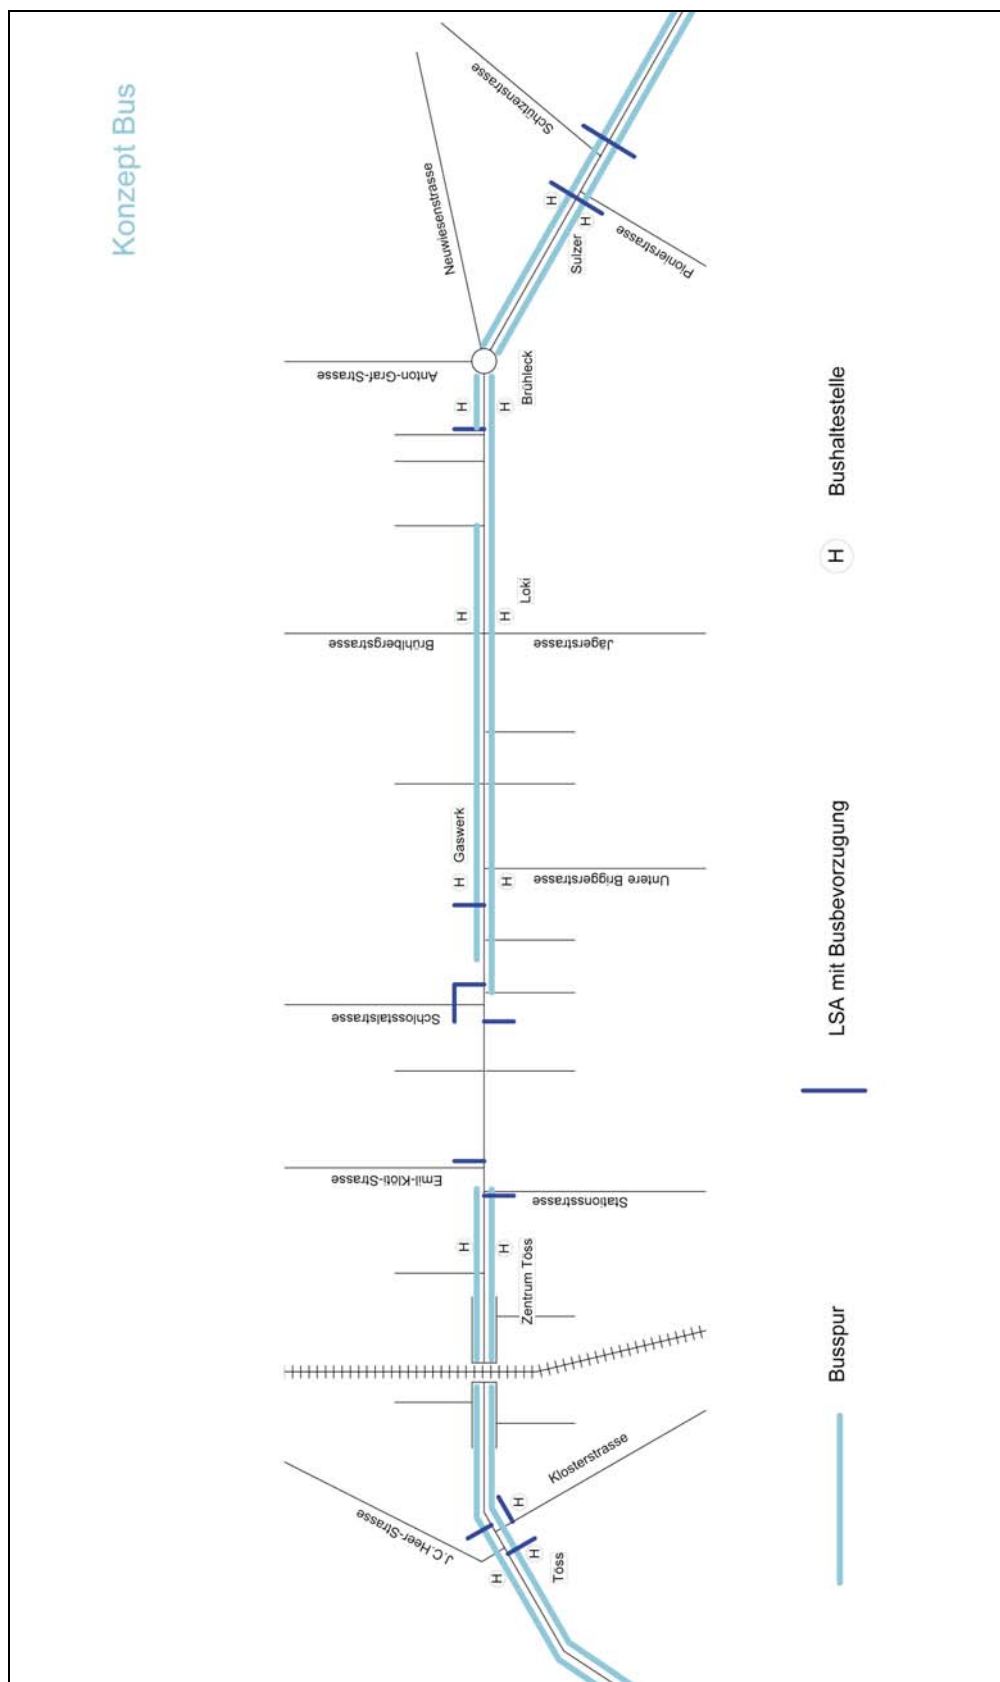 Konzept Bus
Schützenstrasse
Neuwiesenstrasse
H
H
Sulzer
Pionierstrasse
Anton-Graf-Strasse
H
H
Brühleck
Brühlbergstrasse
H
H
Loki
Jägerstrasse
Gaswerk
H
H
Untere Briggerstrasse
Schlosstalstrasse
Emil-Klöti-Strasse
Stationsstrasse
H
H
Zentrum Töss
Klosterstrasse
J.C.Heer-Strasse
H
H
H
Töss
Busspur
LSA mit Busbevorzugung
H Bushaltestelle